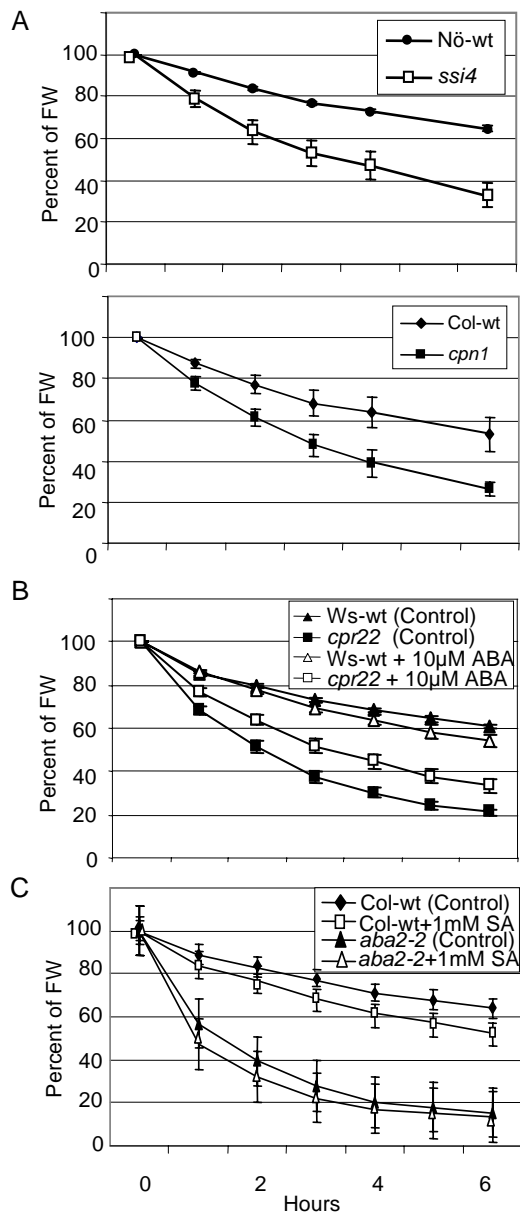 A
Percent of FW
100
80
60
40
20
0
Nö-wt
ssi4
Percent of FW
100
80
60
40
20
0
Col-wt
cpn1
B
Percent of FW
100
80
60
40
20
0
Ws-wt (Control)
cpr22 (Control)
Ws-wt + 10µM ABA
cpr22 + 10µM ABA
C
Percent of FW
100
80
60
40
20
0
Col-wt (Control)
Col-wt+1mM SA
aba2-2 (Control)
aba2-2+1mM SA
0 2 4 6
Hours